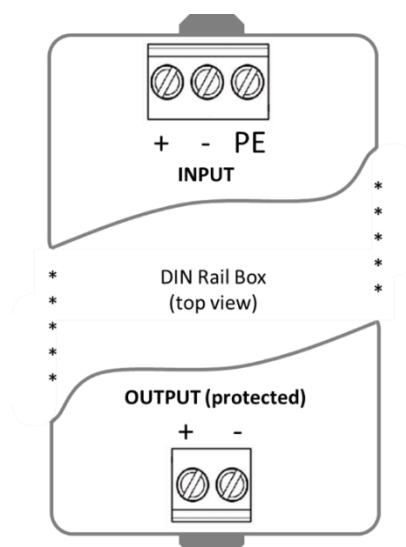 + - PE
INPUT
*
*
*
*
*
DIN Rail Box
(top view)
*
*
*
*
*
OUTPUT (protected)
+ -